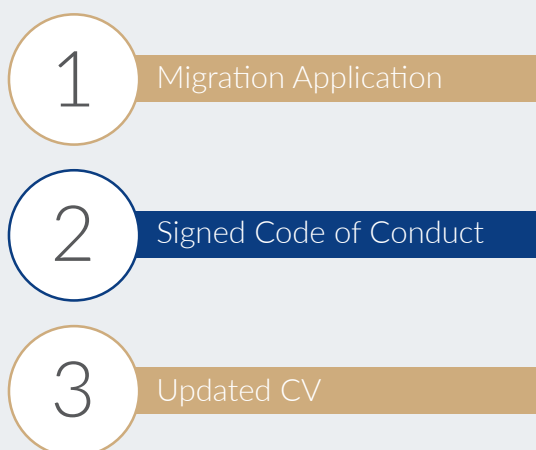 1
Migration Application
2
Signed Code of Conduct
3
Updated CV